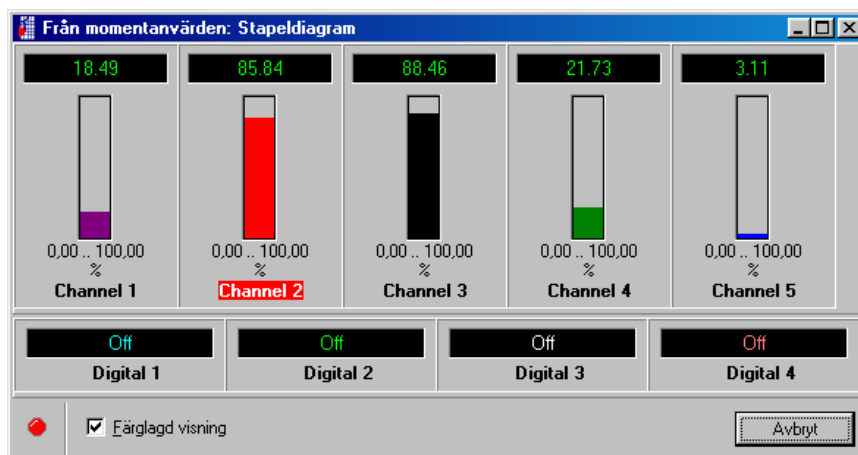 Från momentanvärden: Stapeldiagram
18.49 85.84 88.46 21.73 3.11
0,00 .. 100,00 0,00 .. 100,00 0,00 .. 100,00 0,00 .. 100,00 0,00 .. 100,00
% % % % %
Channel 1 Channel 2 Channel 3 Channel 4 Channel 5
Off Off Off Off
Digital 1 Digital 2 Digital 3 Digital 4
Färglagd visning Avbryt